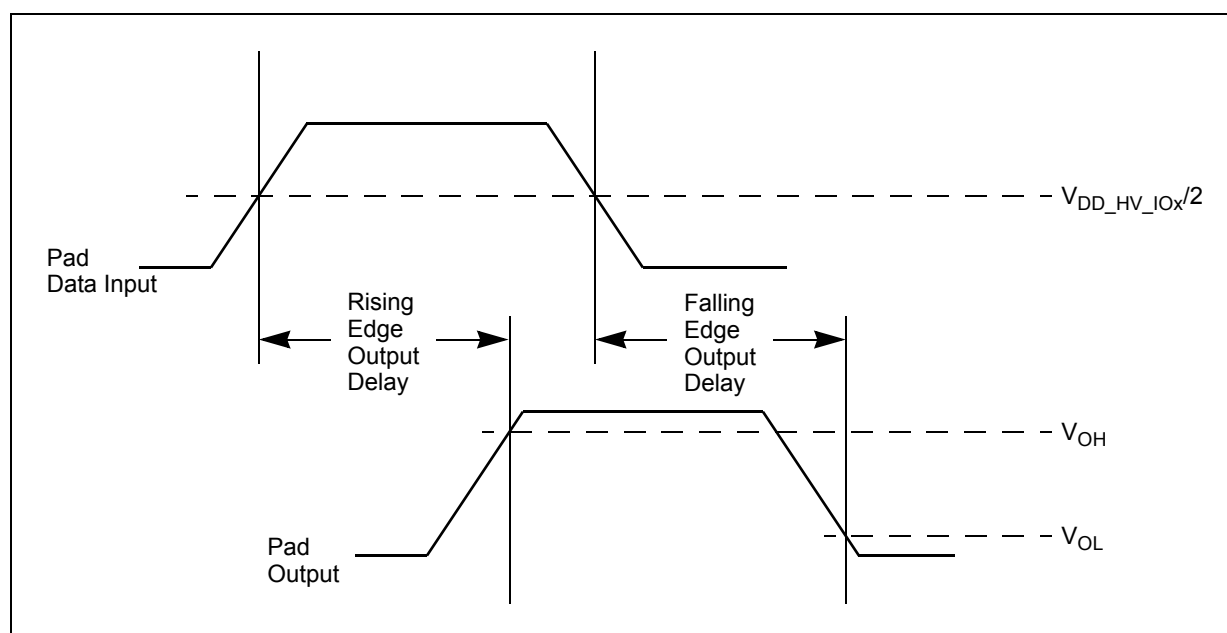 V_DD_HV_IOx/2
Pad
Data Input
Rising
Edge
Output
Delay
Falling
Edge
Output
Delay
V_OH
V_OL
Pad
Output